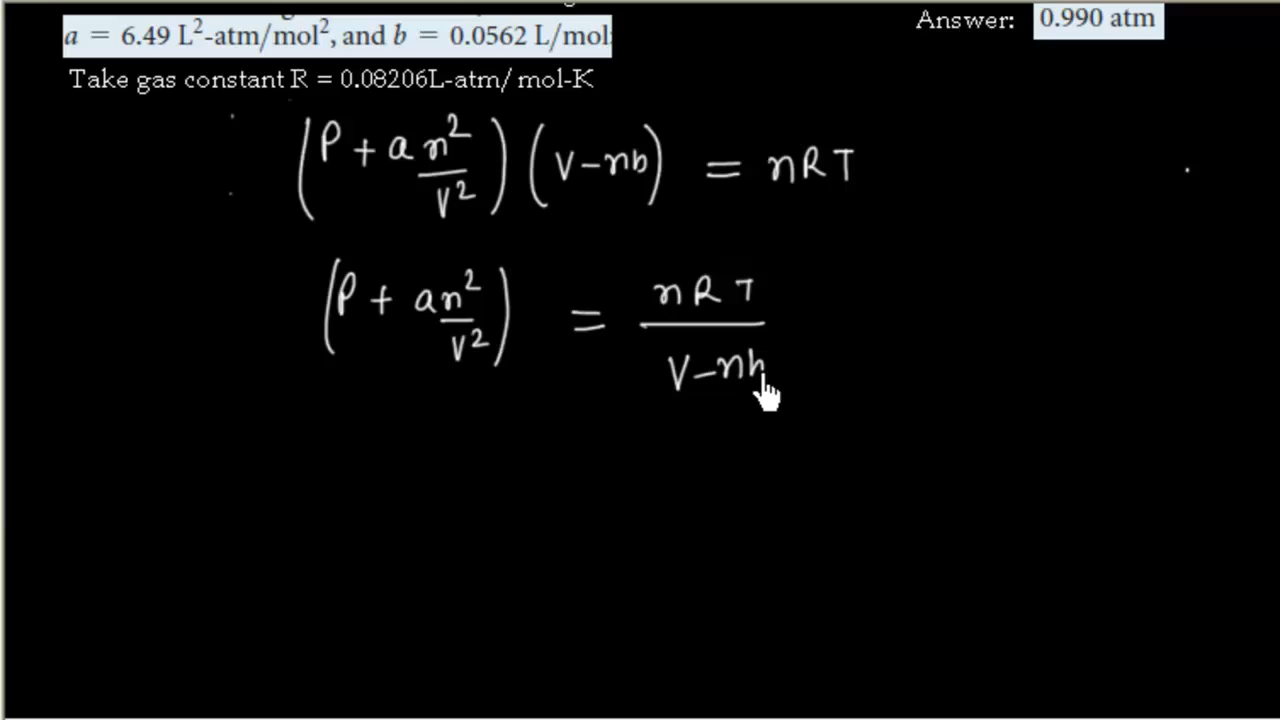 a = 6.49 L²-atm/mol², and b = 0.0562 L/mol:
Answer: 0.990 atm
Take gas constant R = 0.08206L-atm/ mol-K
(P + a n²/V²) (V-nb) = nRT
(P + an²/V²) = nRT/V-nb